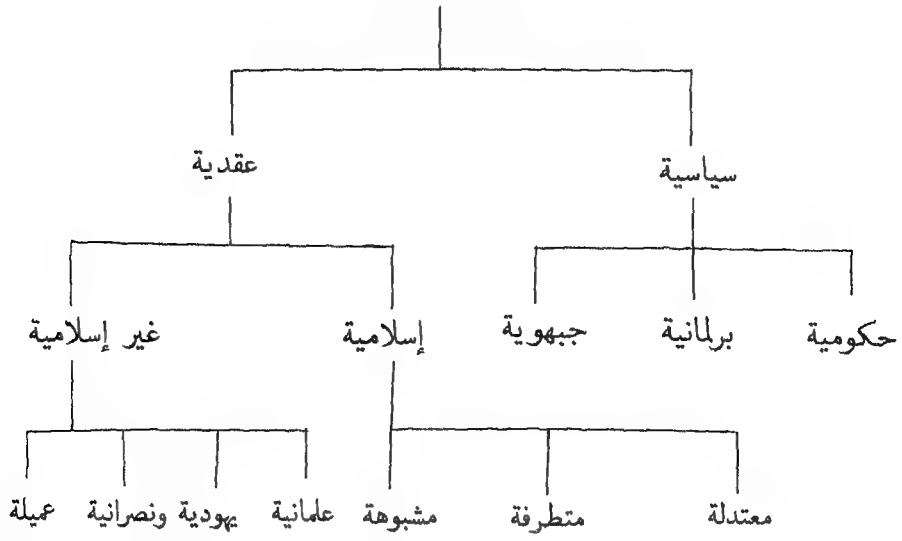 سياسية عقدية
حكومية برلمانية جبهوية إسلامية غير إسلامية
معتدلة متطرفة مشبوهة علمانية يهودية ونصرانية عميلة